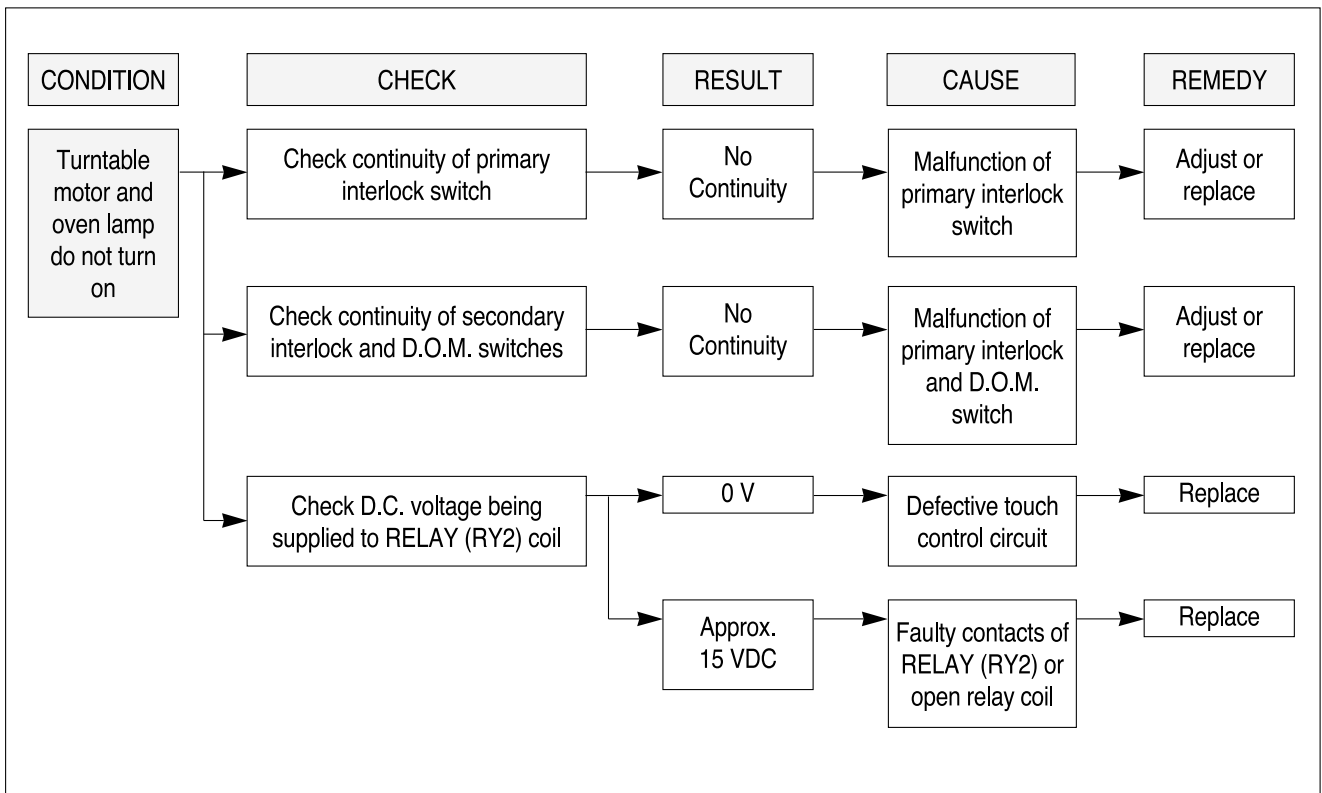 CONDITION
CHECK
RESULT
CAUSE
REMEDY
Turntable
motor and
oven lamp
do not turn
on
Check continuity of primary
interlock switch
No
Continuity
Malfunction of
primary interlock
switch
Adjust or
replace
Check continuity of secondary
interlock and D.O.M. switches
No
Continuity
Malfunction of
primary interlock
and D.O.M.
switch
Adjust or
replace
Check D.C. voltage being
supplied to RELAY (RY2) coil
0 V
Defective touch
control circuit
Replace
Approx.
15 VDC
Faulty contacts of
RELAY (RY2) or
open relay coil
Replace